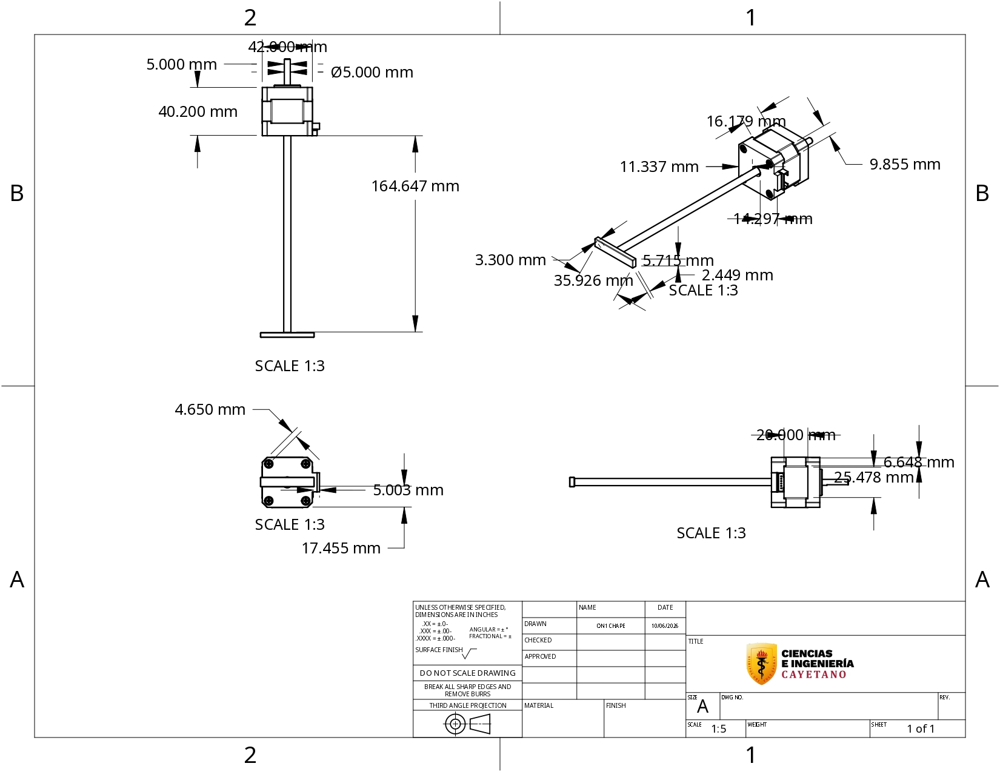 2
1
42.000 mm
5.000 mm
Ø5.000 mm
40.200 mm
164.647 mm
SCALE 1:3
16.179 mm
11.337 mm
9.855 mm
14.297 mm
3.300 mm
5.715 mm
35.926 mm
2.449 mm
SCALE 1:3
B
B
4.650 mm
5.003 mm
SCALE 1:3
17.455 mm
20.000 mm
6.648 mm
25.478 mm
SCALE 1:3
A
A
UNLESS OTHERWISE SPECIFIED,
DIMENSIONS ARE IN INCHES
.XX = ±.0-
.XXX = ±.00-
.XXXX = ±.000-
ANGULAR = ± °
FRACTIONAL = ±
SURFACE FINISH
DO NOT SCALE DRAWING
BREAK ALL SHARP EDGES AND
REMOVE BURRS
THIRD ANGLE PROJECTION
NAME
DATE
DRAWN
ON1 CHAPE
10/06/2026
CHECKED
APPROVED
MATERIAL
FINISH
TITLE
CIENCIAS
E INGENIERÍA
CAYETANO
SIZE
A
DWG NO.
REV.
SCALE
1:5
WEIGHT
SHEET
1 of 1
2
1